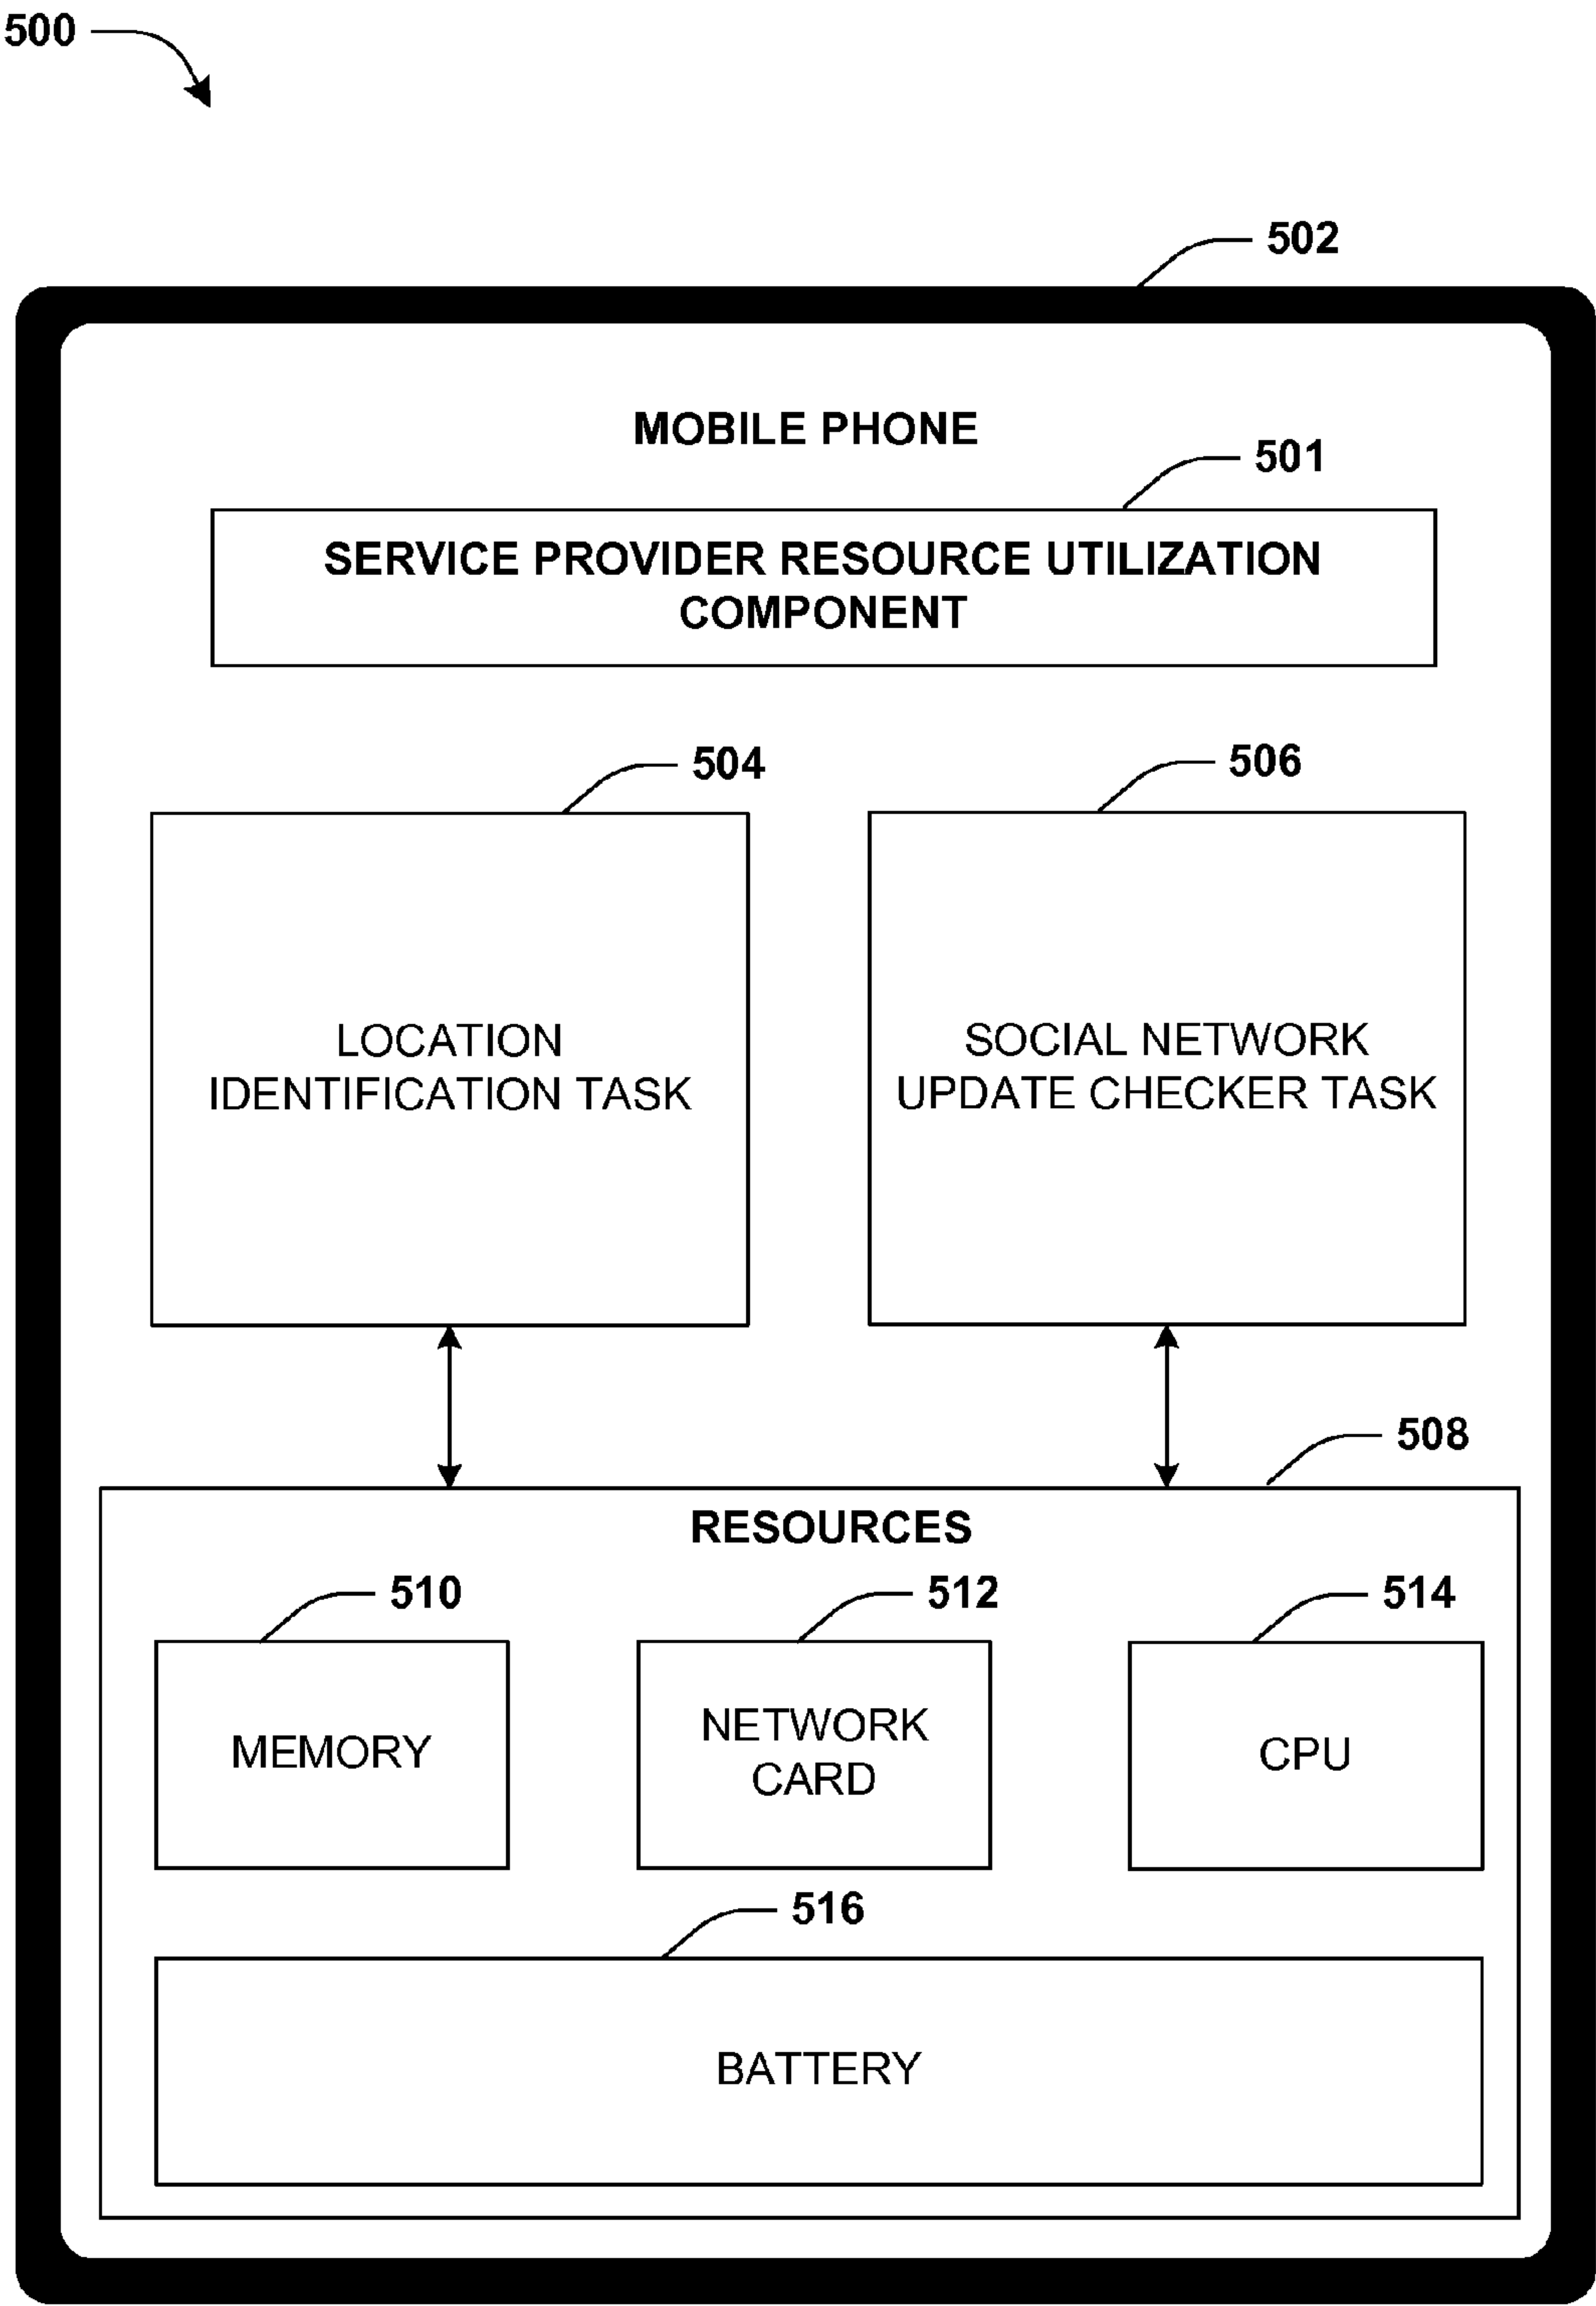 500
502
MOBILE PHONE
501
SERVICE PROVIDER RESOURCE UTILIZATION
COMPONENT
504
506
LOCATION
IDENTIFICATION TASK
SOCIAL NETWORK
UPDATE CHECKER TASK
508
RESOURCES
510
512
514
MEMORY
NETWORK
CARD
CPU
516
BATTERY